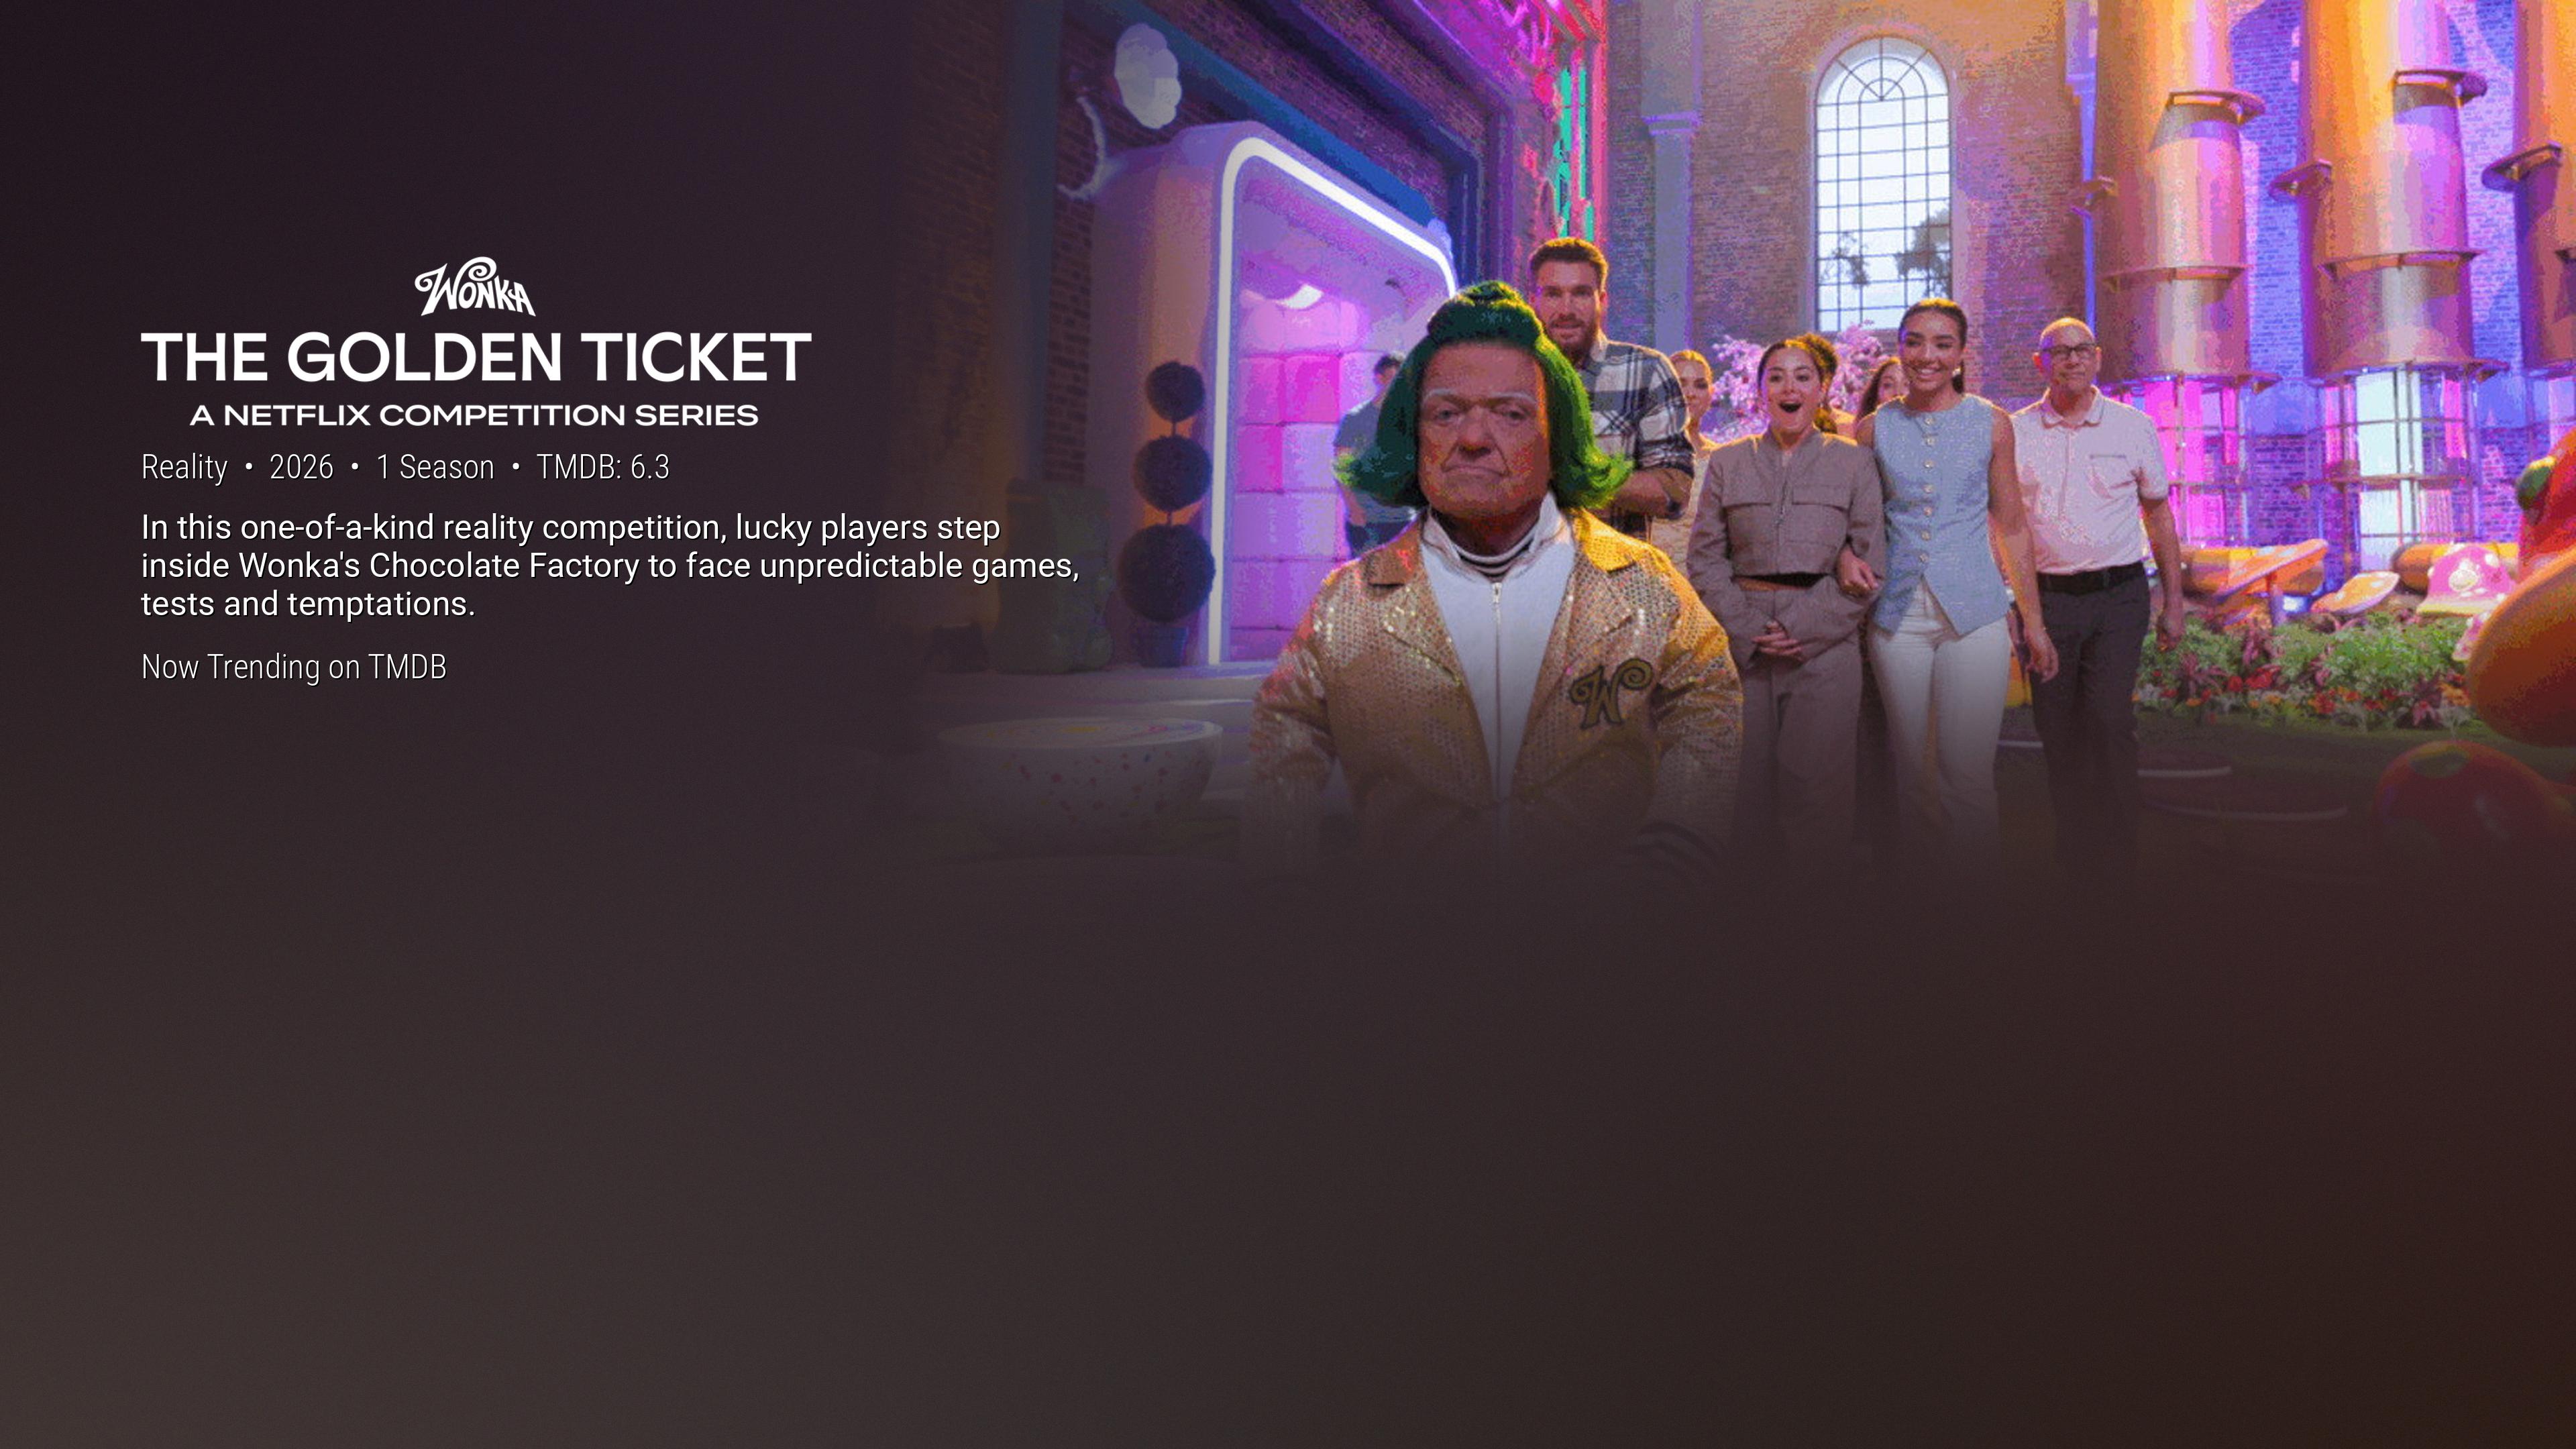 WONKA
THE GOLDEN TICKET
A NETFLIX COMPETITION SERIES
Reality • 2026 • 1 Season • TMDB: 6.3
In this one-of-a-kind reality competition, lucky players step
inside Wonka's Chocolate Factory to face unpredictable games,
tests and temptations.
Now Trending on TMDB
W